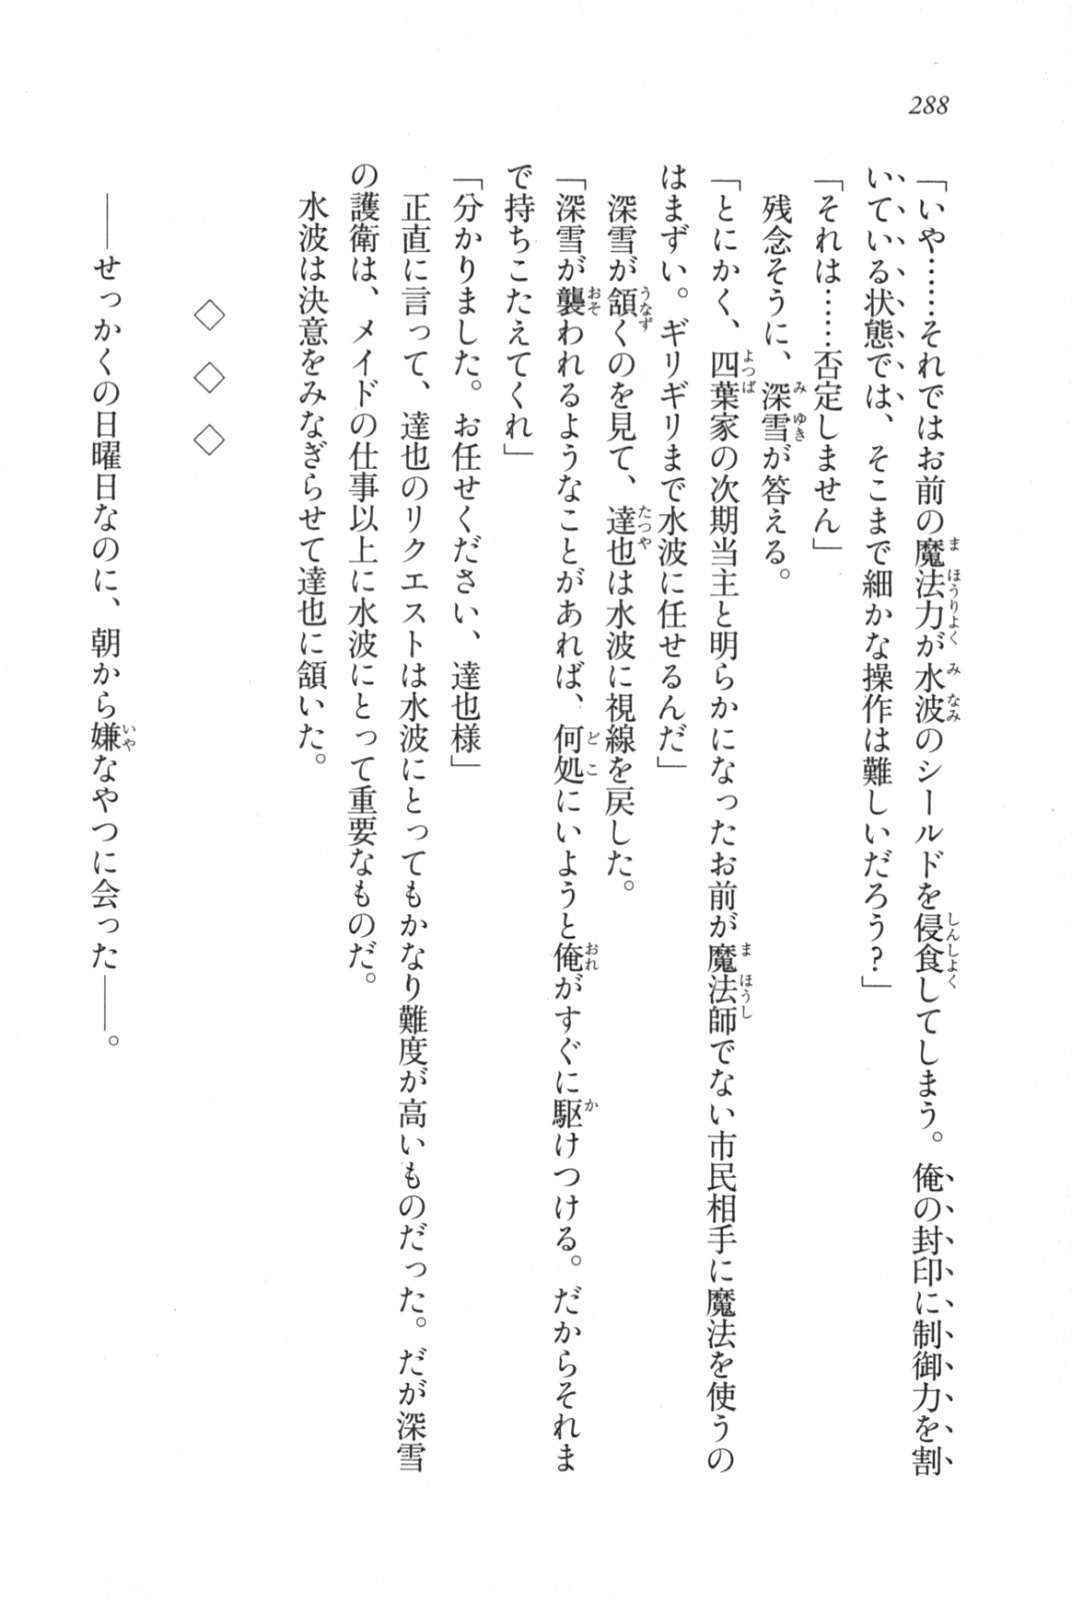 288
「いや……それではお前の魔法力が水波のシールドを侵食してしまう。俺の封印に制御力を割
いている状態では、そこまで細かな操作は難しいだろう？」
「それは……否定しません」
残念そうに、深雪が答える。
「とにかく、四葉家の次期当主と明らかになったお前が魔法師でない市民相手に魔法を使うの
はまずい。ギリギリまで水波に任せるんだ」
深雪が頷くのを見て、達也は水波に視線を戻した。
「深雪が襲われるようなことがあれば、何処にいようと俺がすぐに駆けつける。だからそれま
で持ちこたえてくれ」
「分かりました。お任せください、達也様」
正直に言って、達也のリクエストは水波にとってもかなり難度が高いものだった。だが深雪
の護衛は、メイドの仕事以上に水波にとって重要なものだ。
水波は決意をみなぎらせて達也に頷いた。
◇　◇　◇
――せっかくの日曜日なのに、朝から嫌なやつに会った――。